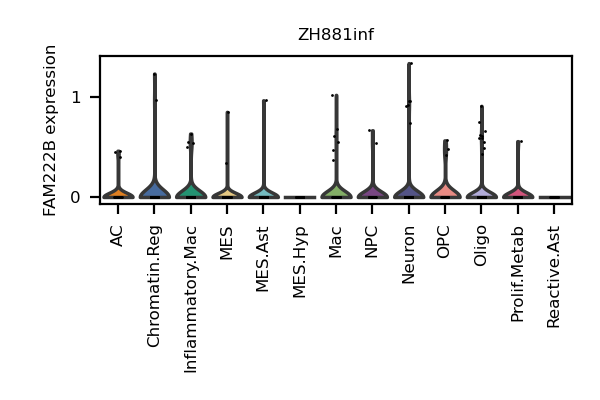 ZH881inf
FAM222B expression
1
0
AC
Chromatin.Reg
Inflammatory.Mac
MES
MES.Ast
MES.Hyp
Mac
NPC
Neuron
OPC
Oligo
Prolif.Metab
Reactive.Ast